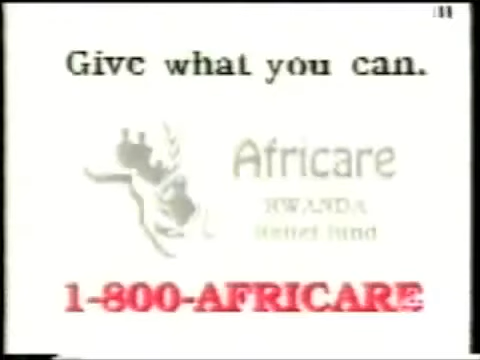 Give what you can.
Africare
RWANDA
Relief Fund
1-800-AFRICARE